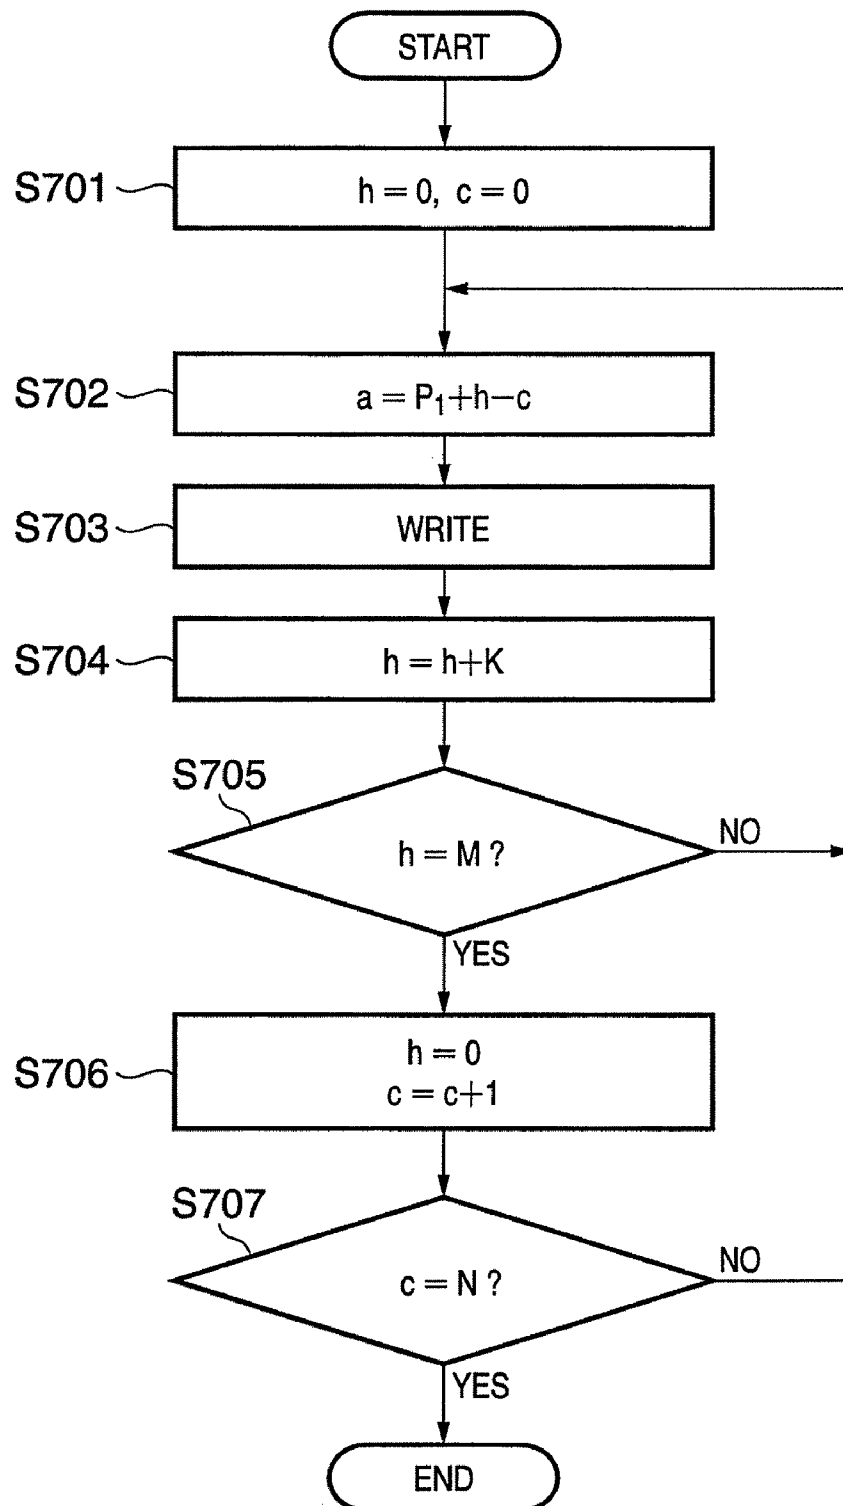 START
S701
h = 0, c = 0
S702
a = P₁+h−c
S703
WRITE
S704
h = h+K
S705
h = M ?
NO
YES
S706
h = 0
c = c+1
S707
c = N ?
NO
YES
END